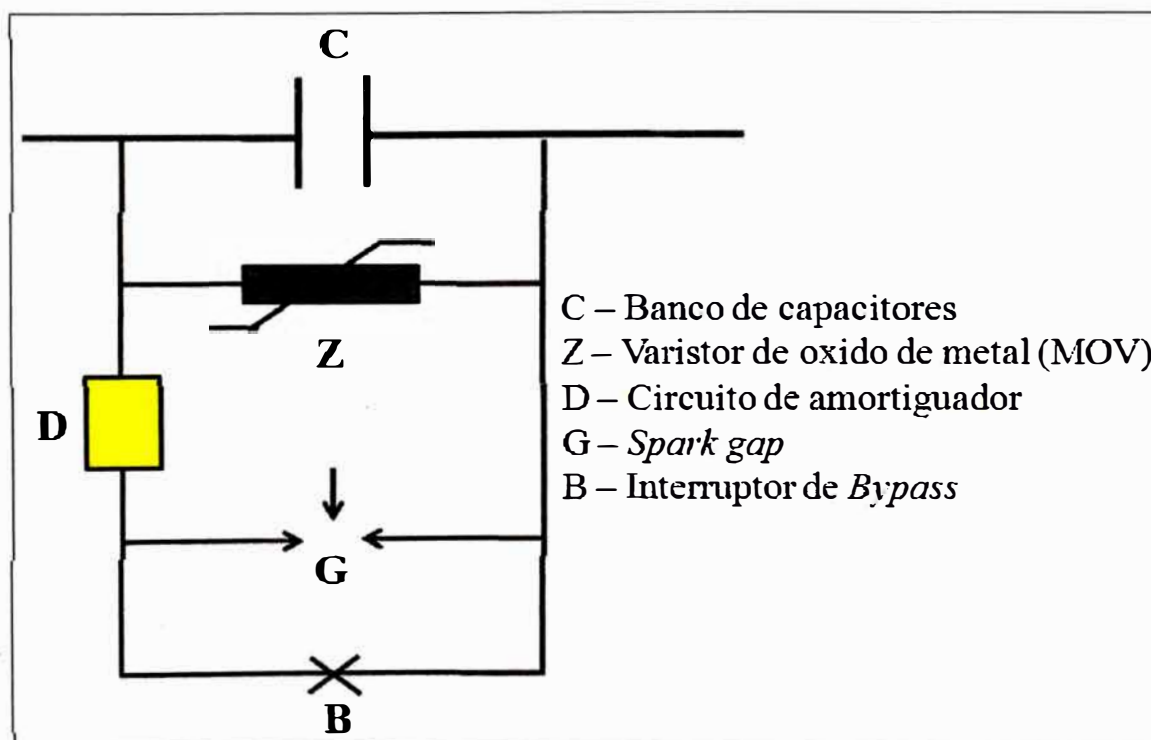 C
Z
D
G
B
C – Banco de capacitores
Z – Varistor de oxido de metal (MOV)
D – Circuito de amortiguador
G – Spark gap
B – Interruptor de Bypass